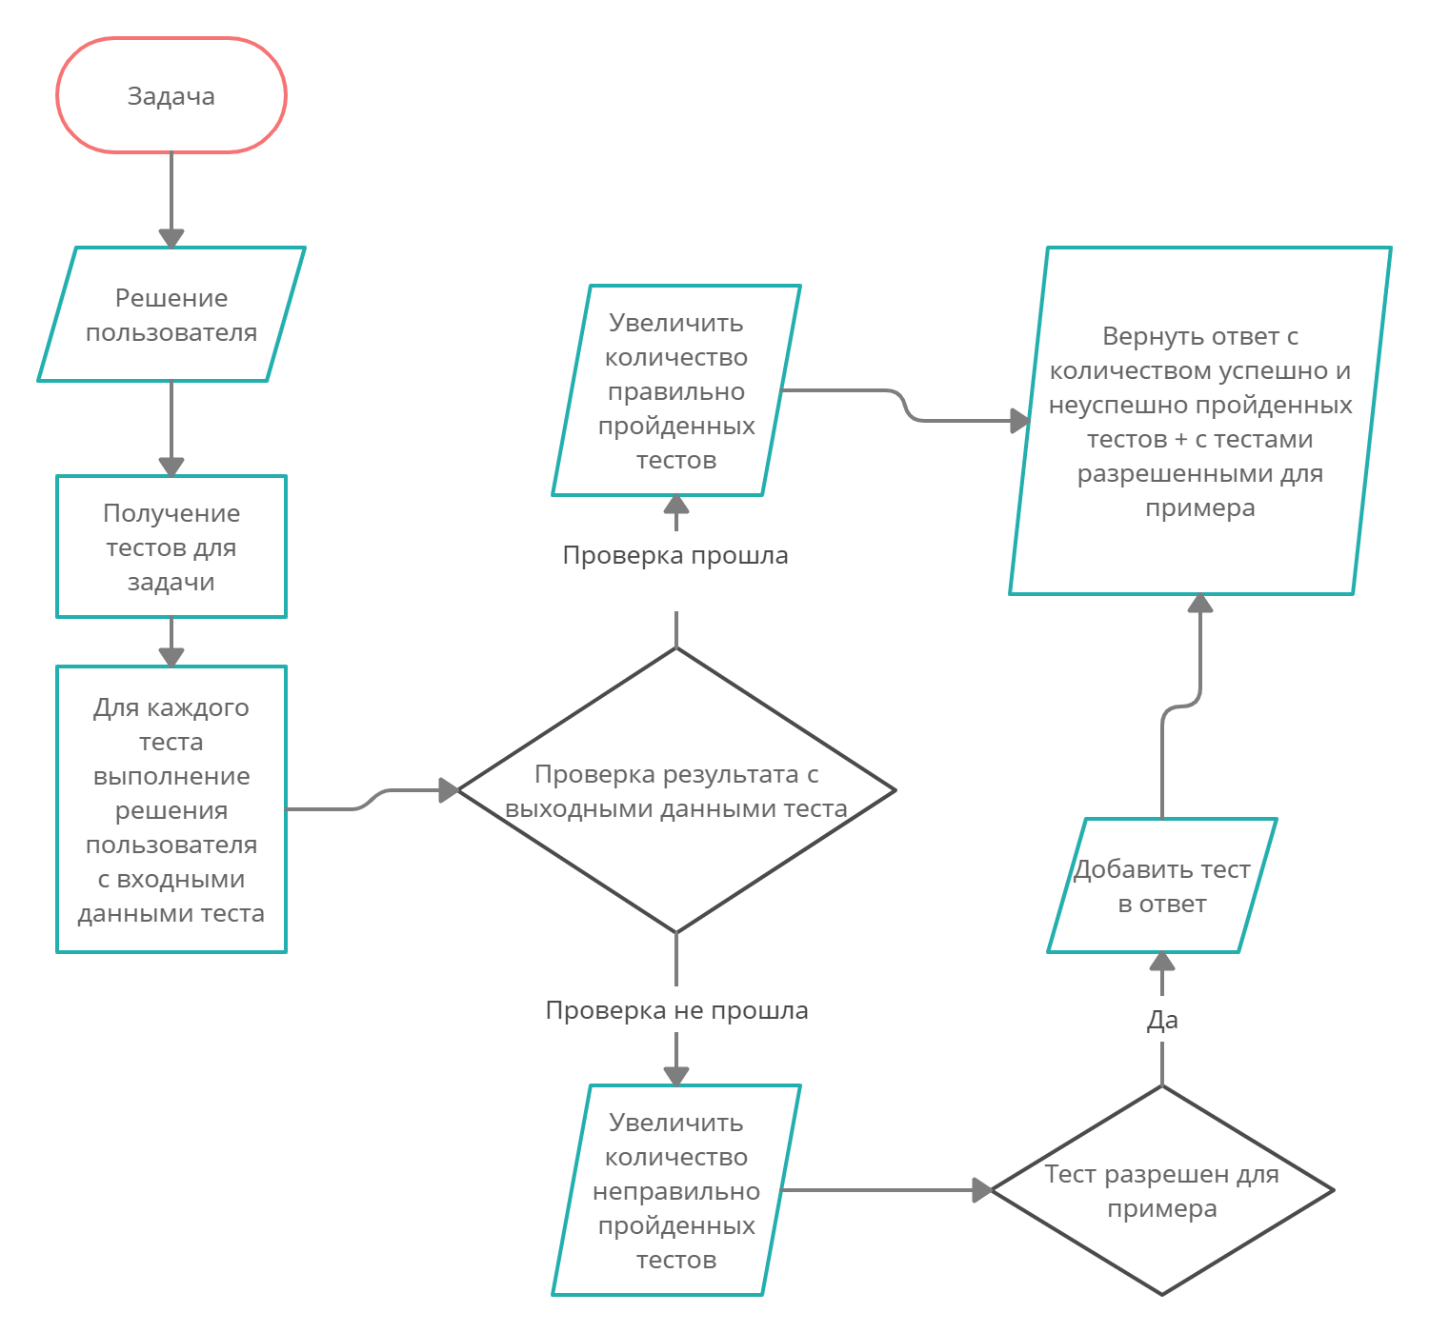 Задача
Решение
пользователя
Получение
тестов для
задачи
Для каждого
теста
выполнение
решения
пользователя
с входными
данными теста
Проверка результата с
выходными данными теста
Проверка прошла
Увеличить
количество
правильно
пройденных
тестов
Проверка не прошла
Увеличить
количество
неправильно
пройденных
тестов
Тест разрешен для
примера
Да
Добавить тест
в ответ
Вернуть ответ с
количеством успешно и
неуспешно пройденных
тестов + с тестами
разрешенными для
примера